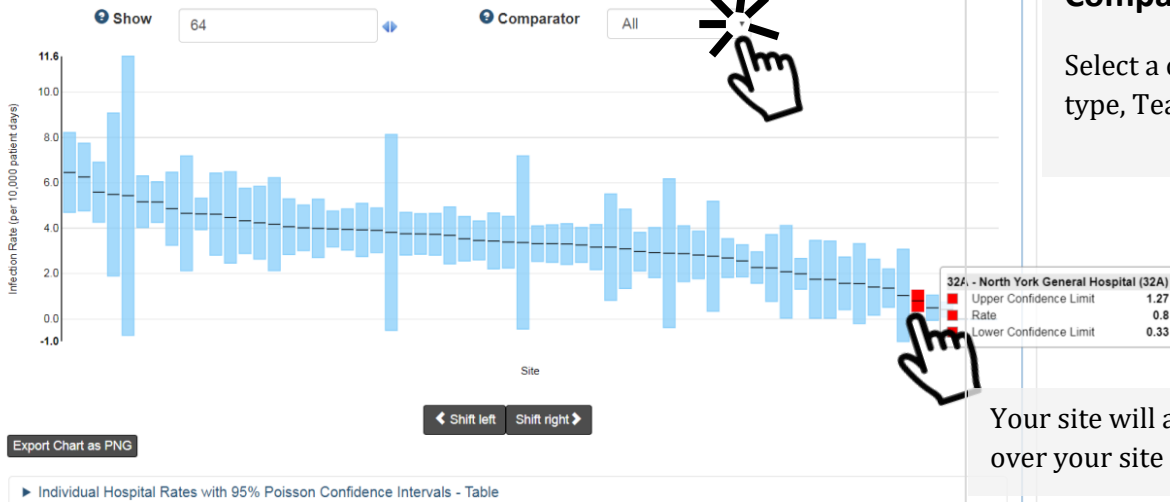 Compa
Show 64 Comparator All
Select a
type, Tea
Infection Rate (per 10,000 patient days)
11.6
10.0
8.0
6.0
4.0
2.0
0.0
-1.0
32A - North York General Hospital (32A)
Upper Confidence Limit 1.27
Rate 0.8
Lower Confidence Limit 0.33
Site
Shift left Shift right
Your site will a
over your site
Export Chart as PNG
Individual Hospital Rates with 95% Poisson Confidence Intervals - Table